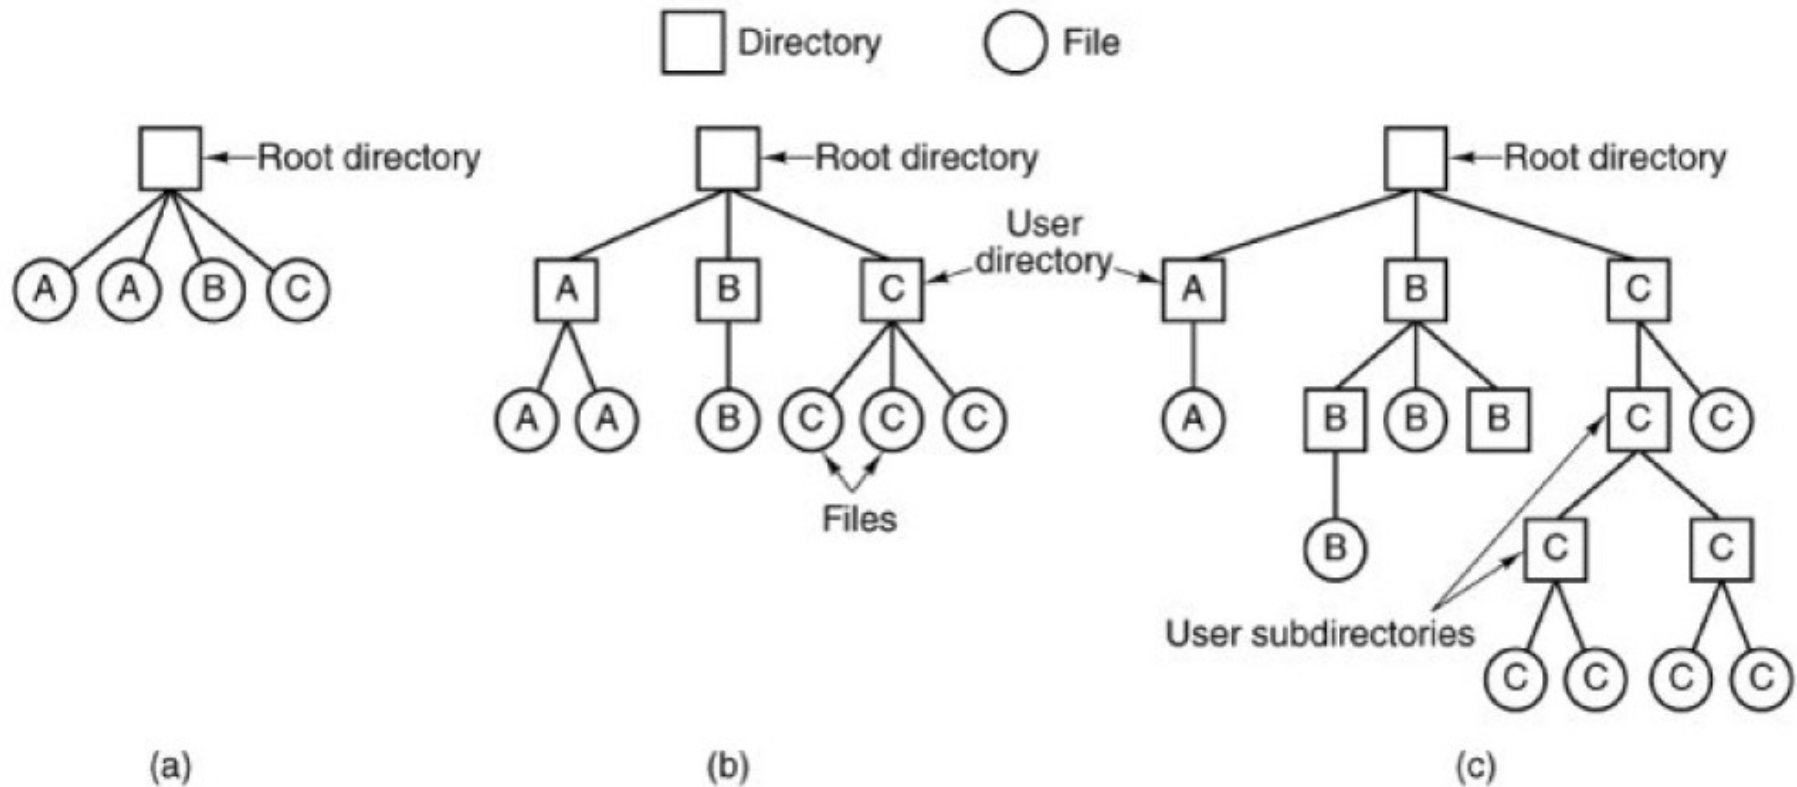 Directory File
Root directory Root directory Root directory
User
directory
A A B C A B C A B C
A A B C C C A B B B C C
Files
B C C
User subdirectories
C C C C
(a) (b) (c)